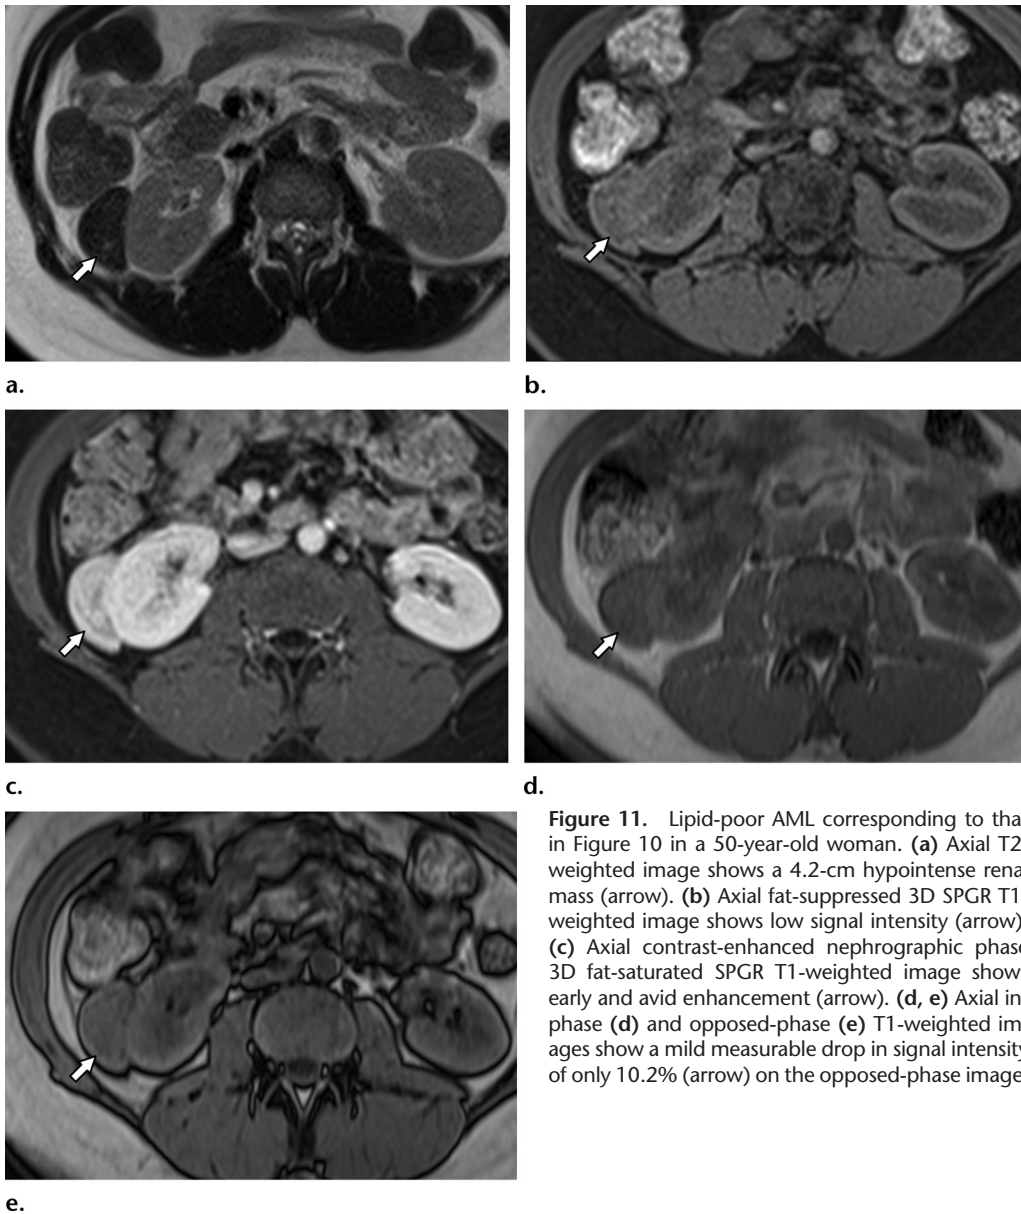 a.
b.
c.
d.
Figure 11. Lipid-poor AML corresponding to tha
in Figure 10 in a 50-year-old woman. (a) Axial T2
weighted image shows a 4.2-cm hypointense rena
mass (arrow). (b) Axial fat-suppressed 3D SPGR T1
weighted image shows low signal intensity (arrow)
(c) Axial contrast-enhanced nephrographic phase
3D fat-saturated SPGR T1-weighted image show
early and avid enhancement (arrow). (d, e) Axial in
phase (d) and opposed-phase (e) T1-weighted im
ages show a mild measurable drop in signal intensity
of only 10.2% (arrow) on the opposed-phase image
e.